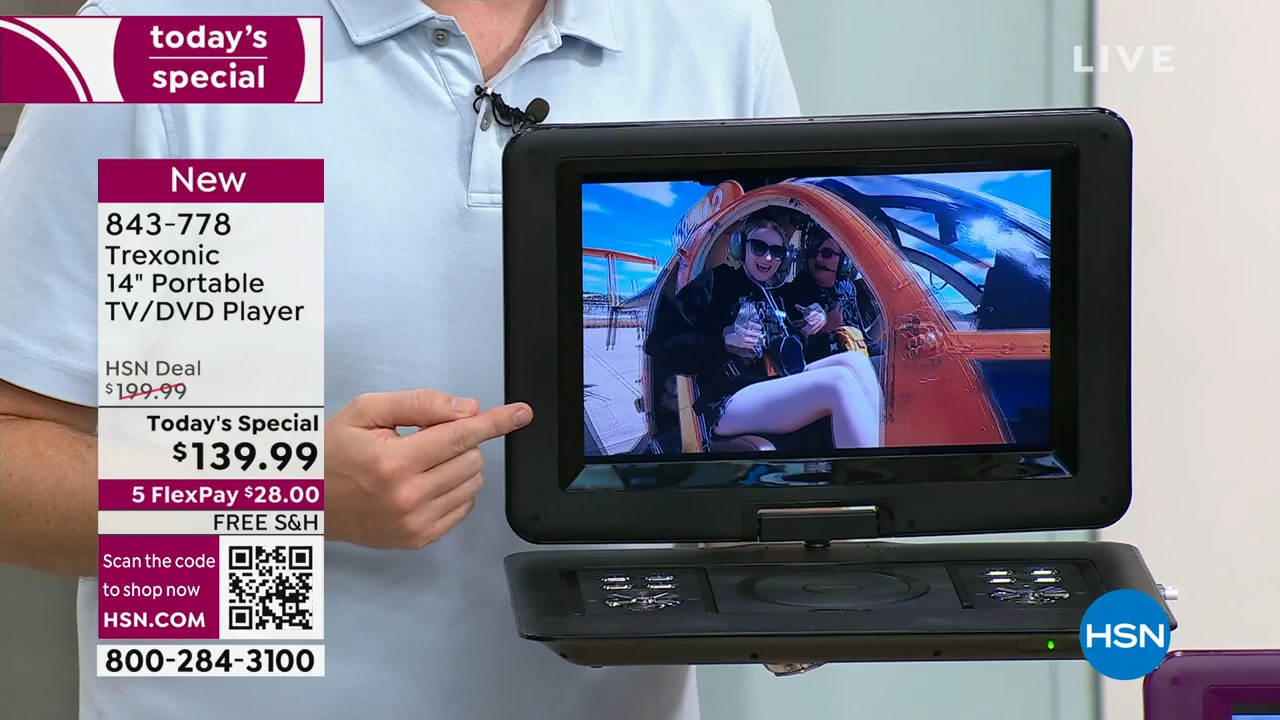 today's
special
LIVE
New
843-778
Trexonic
14" Portable
TV/DVD Player
HSN Deal
$199.99
Today's Special
$139.99
5 FlexPay $28.00
FREE S&H
Scan the code
to shop now
HSN.COM
800-284-3100
HSN